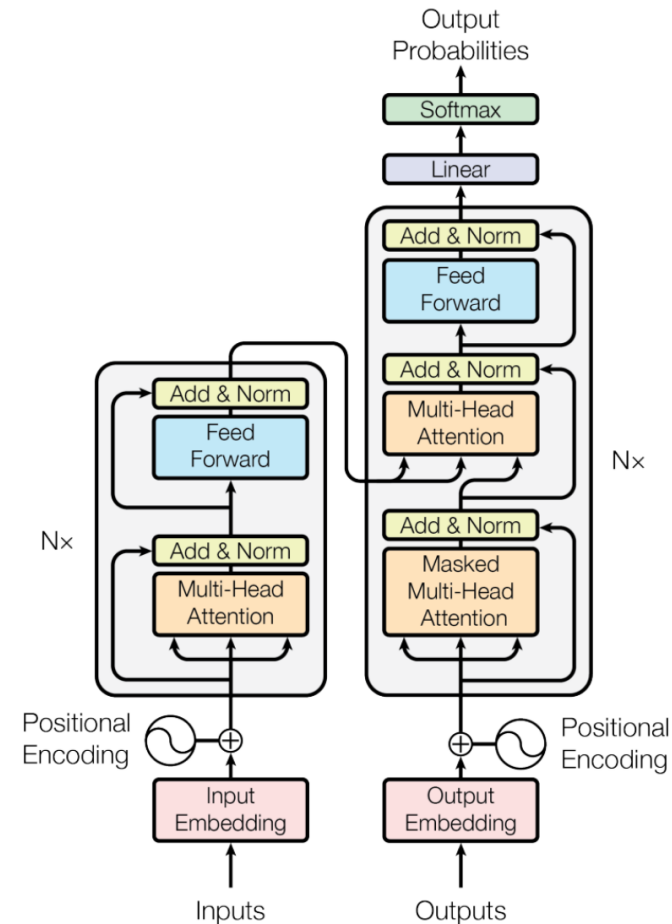 Output
Probabilities
Softmax
Linear
Add & Norm
Feed
Forward
Add & Norm
Multi-Head
Attention
Add & Norm
Masked
Multi-Head
Attention
N×
Add & Norm
Feed
Forward
Add & Norm
Multi-Head
Attention
N×
Positional
Encoding
Positional
Encoding
Input
Embedding
Output
Embedding
Inputs
Outputs